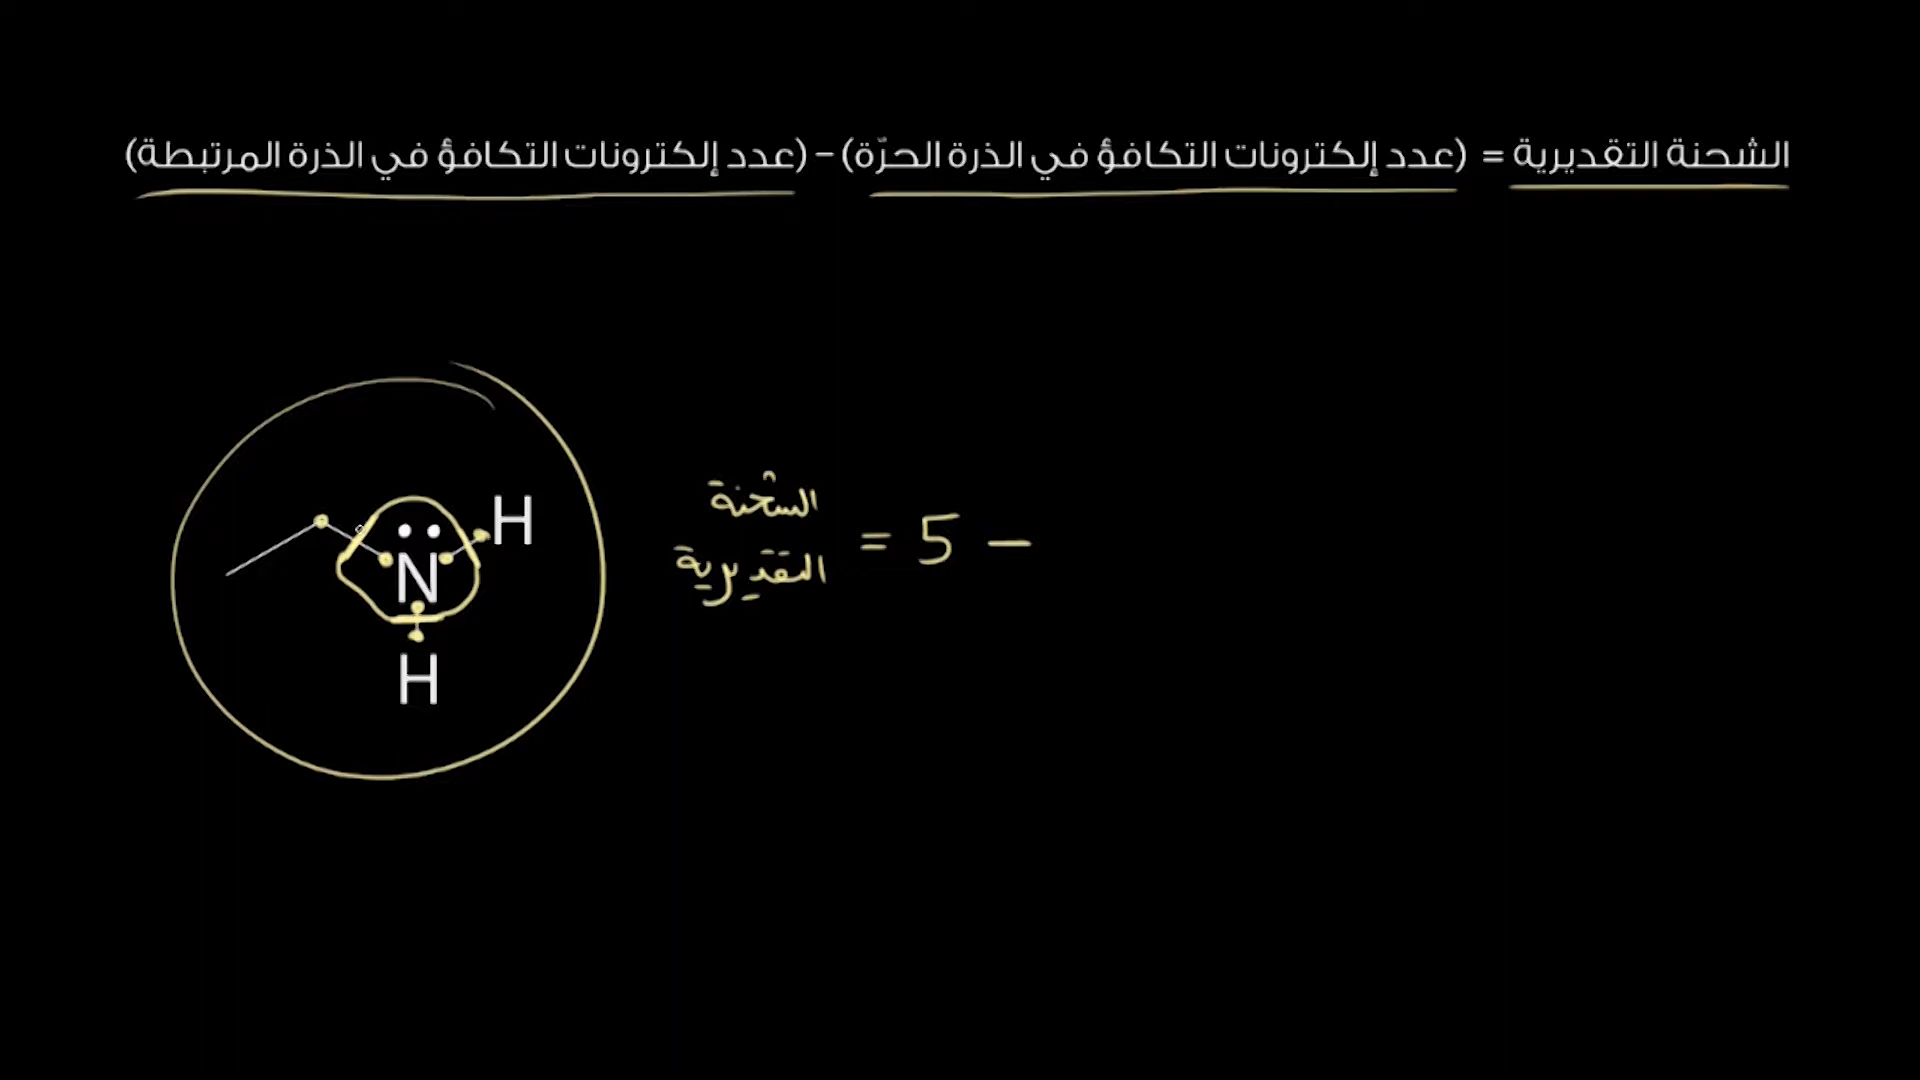 الشحنة التقديرية = (عدد إلكترونات التكافؤ في الذرة الحرّة) – (عدد إلكترونات التكافؤ في الذرة المرتبطة)
H
N
H
الشحنة
التقديرية
= 5 –